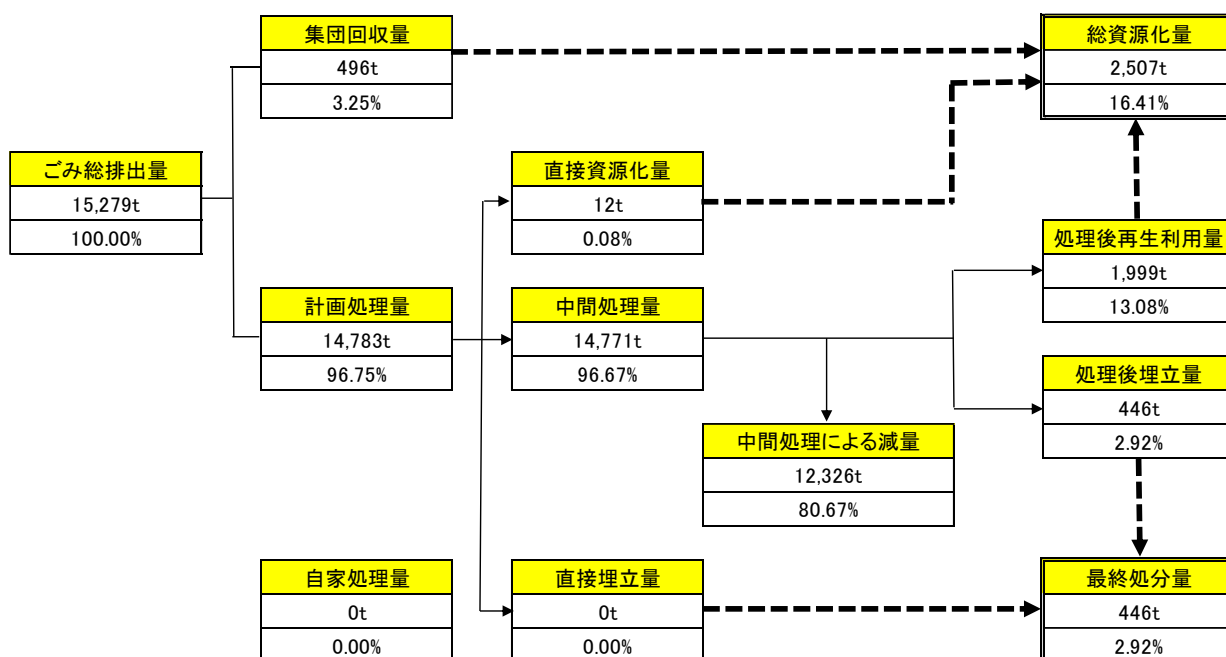 集団回収量
496t
3.25%
総資源化量
2,507t
16.41%
ごみ総排出量
15,279t
100.00%
直接資源化量
12t
0.08%
処理後再生利用量
1,999t
13.08%
計画処理量
14,783t
96.75%
中間処理量
14,771t
96.67%
処理後埋立量
446t
2.92%
中間処理による減量
12,326t
80.67%
自家処理量
0t
0.00%
直接埋立量
0t
0.00%
最終処分量
446t
2.92%